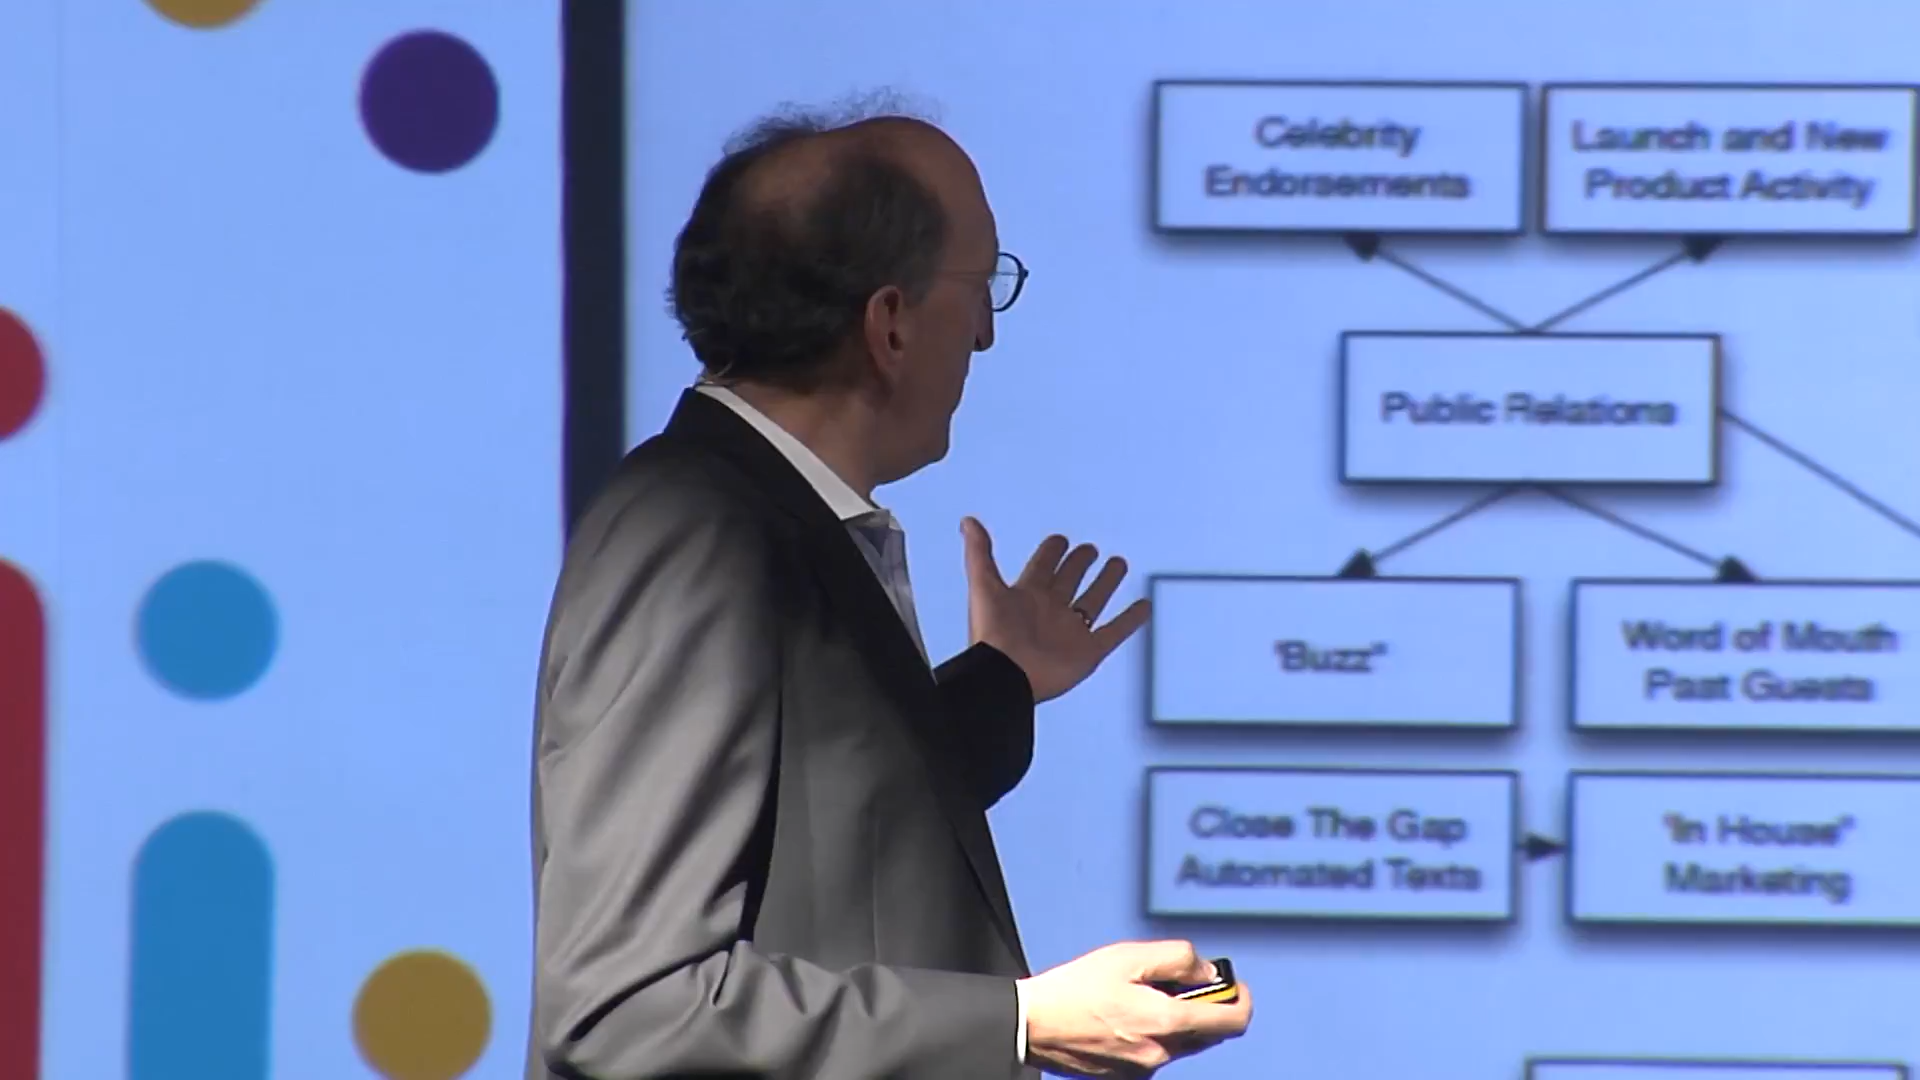 Celebrity
Endorsements
Launch and New
Product Activity
Public Relations
"Buzz"
Word of Mouth
Past Guests
Close The Gap
Automated Texts
"In House"
Marketing